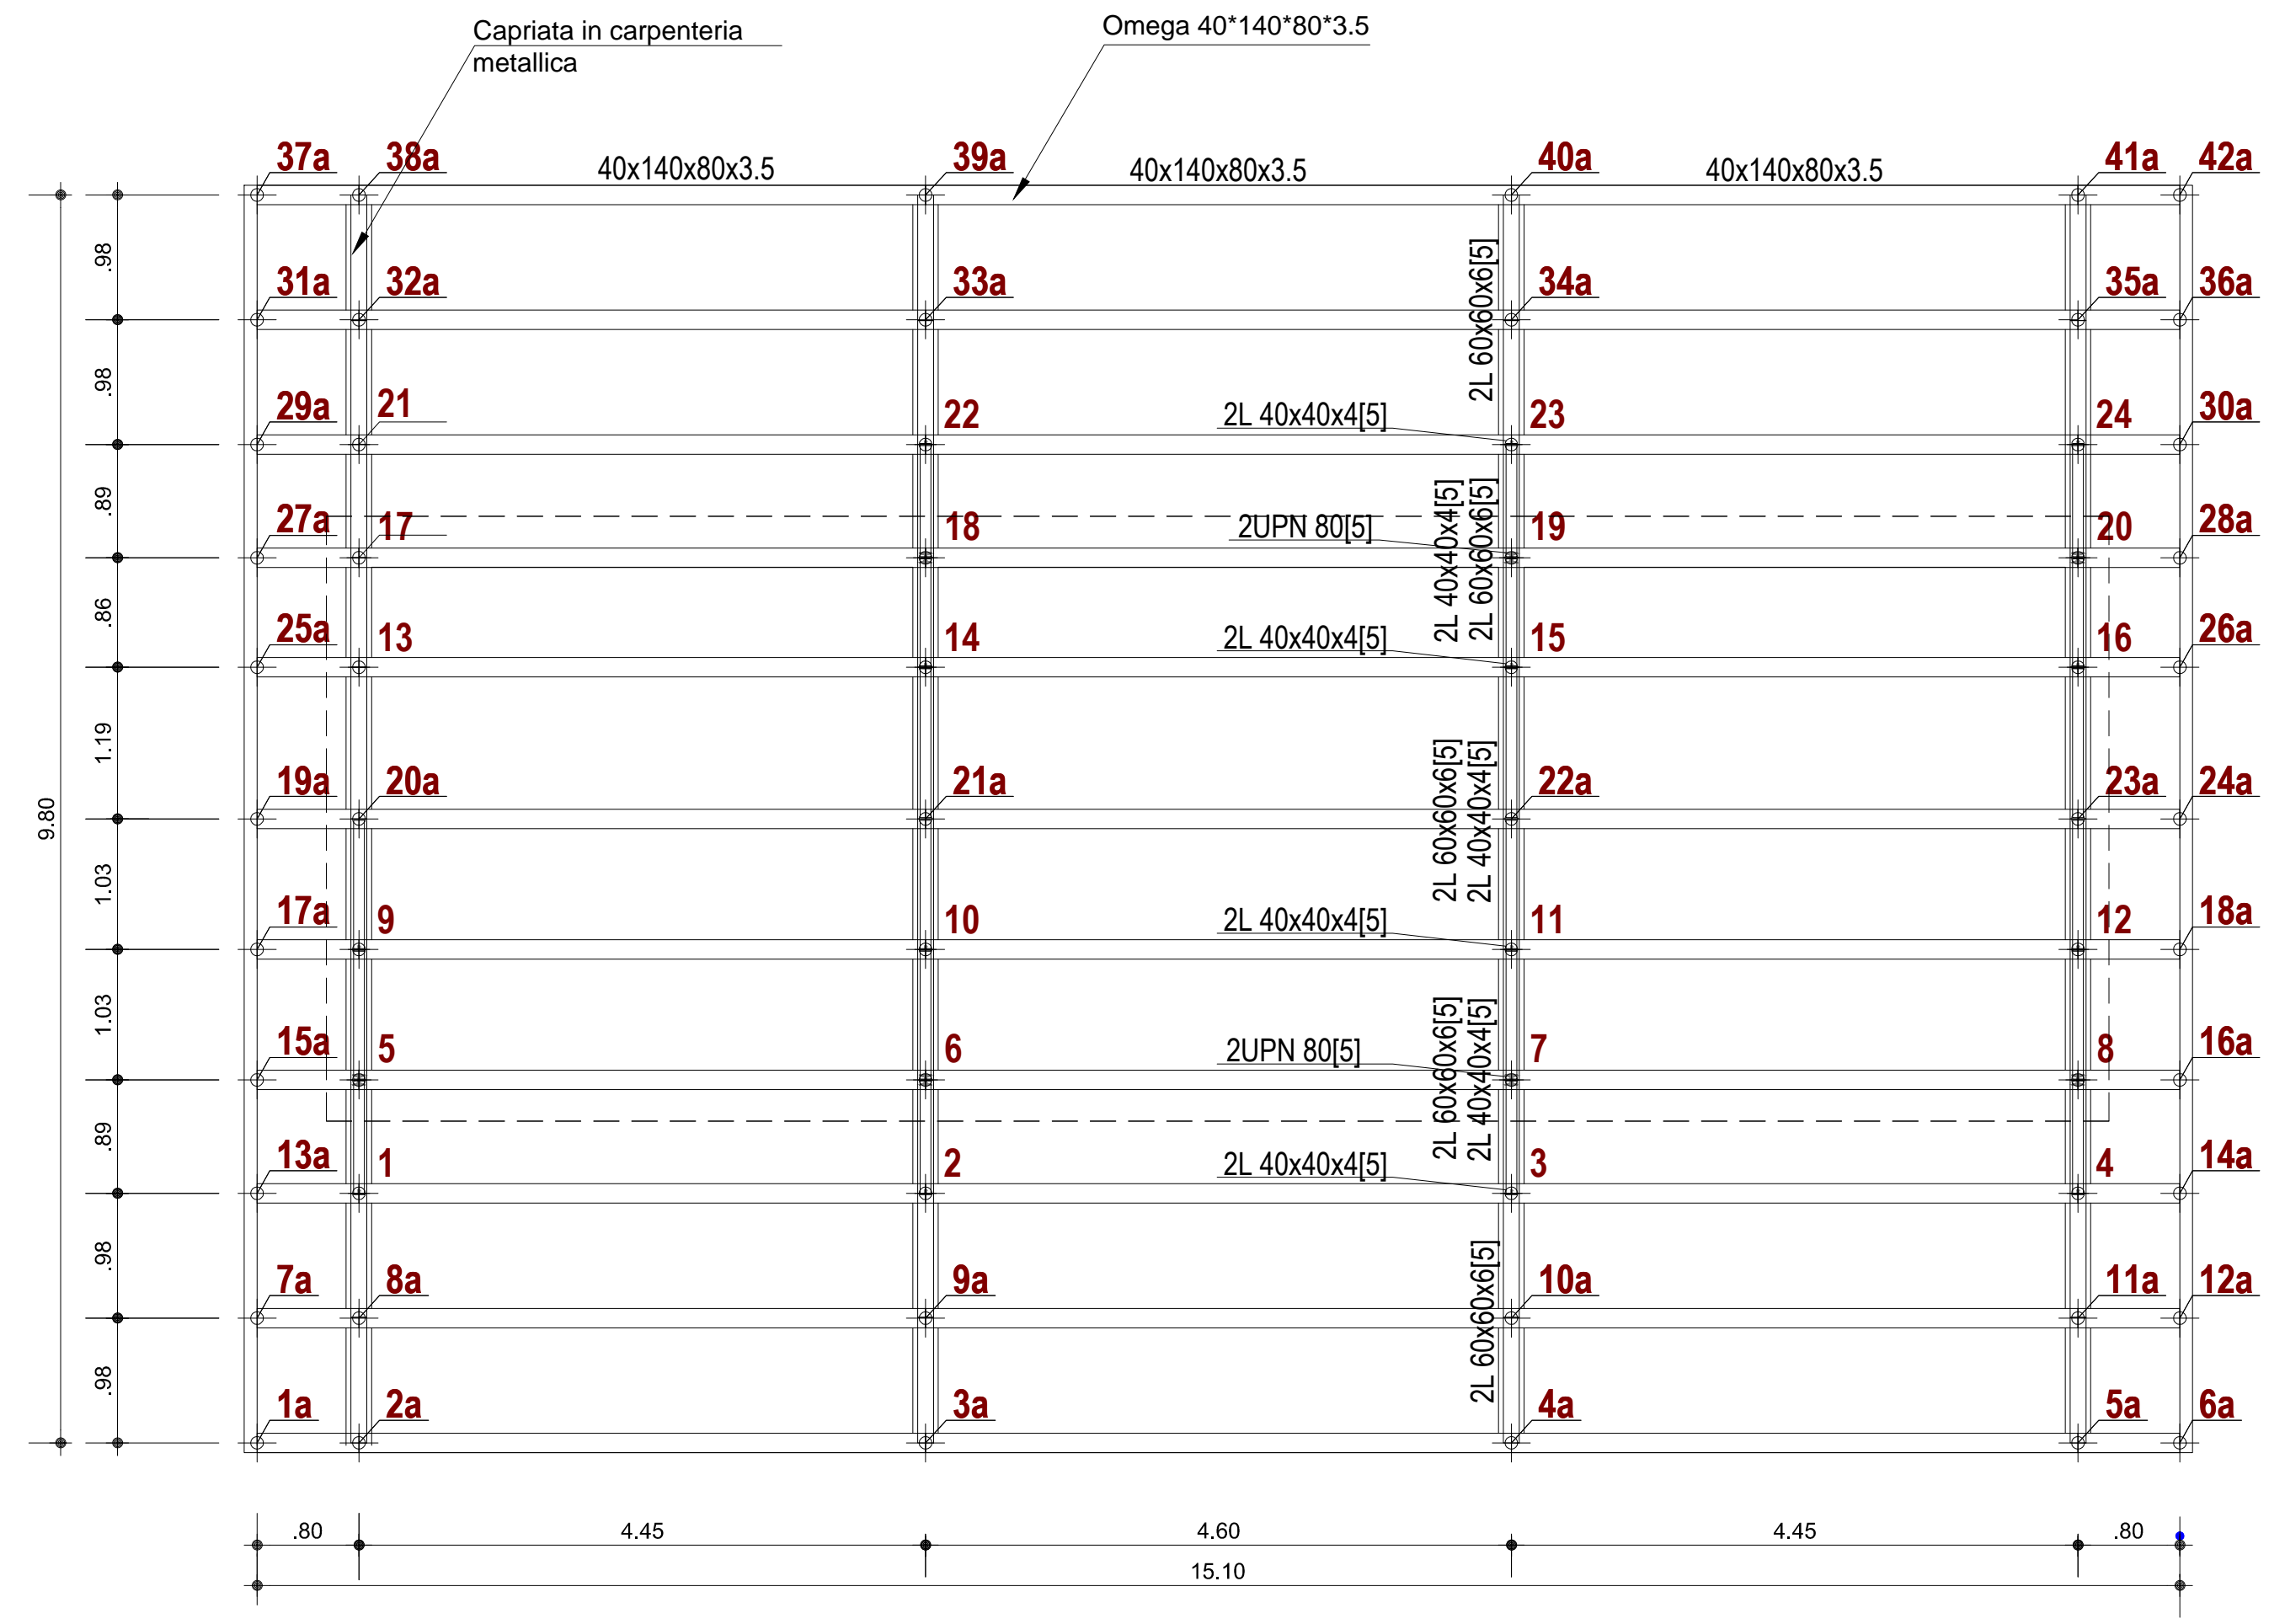 Capriata in carpenteria
metallica
Omega 40*140*80*3.5
40x140x80x3.5
40x140x80x3.5
40x140x80x3.5
37a
38a
39a
40a
41a
42a
.98
2L 60x60x6[5]
31a
32a
33a
34a
35a
36a
.98
29a
21
22
2L 40x40x4[5]
23
24
30a
.89
2L 40x40x4[5]
2L 60x60x6[5]
27a
17
18
2UPN 80[5]
19
20
28a
.86
25a
13
14
2L 40x40x4[5]
15
16
26a
1.19
19a
20a
21a
22a
23a
24a
9.80
2L 60x60x6[5]
2L 40x40x4[5]
1.03
17a
9
10
2L 40x40x4[5]
11
12
18a
1.03
15a
5
6
2UPN 80[5]
7
8
16a
2L 60x60x6[5]
2L 40x40x4[5]
.89
13a
1
2
2L 40x40x4[5]
3
4
14a
.98
7a
8a
9a
10a
11a
12a
2L 60x60x6[5]
.98
1a
2a
3a
4a
5a
6a
.80
4.45
4.60
4.45
.80
15.10